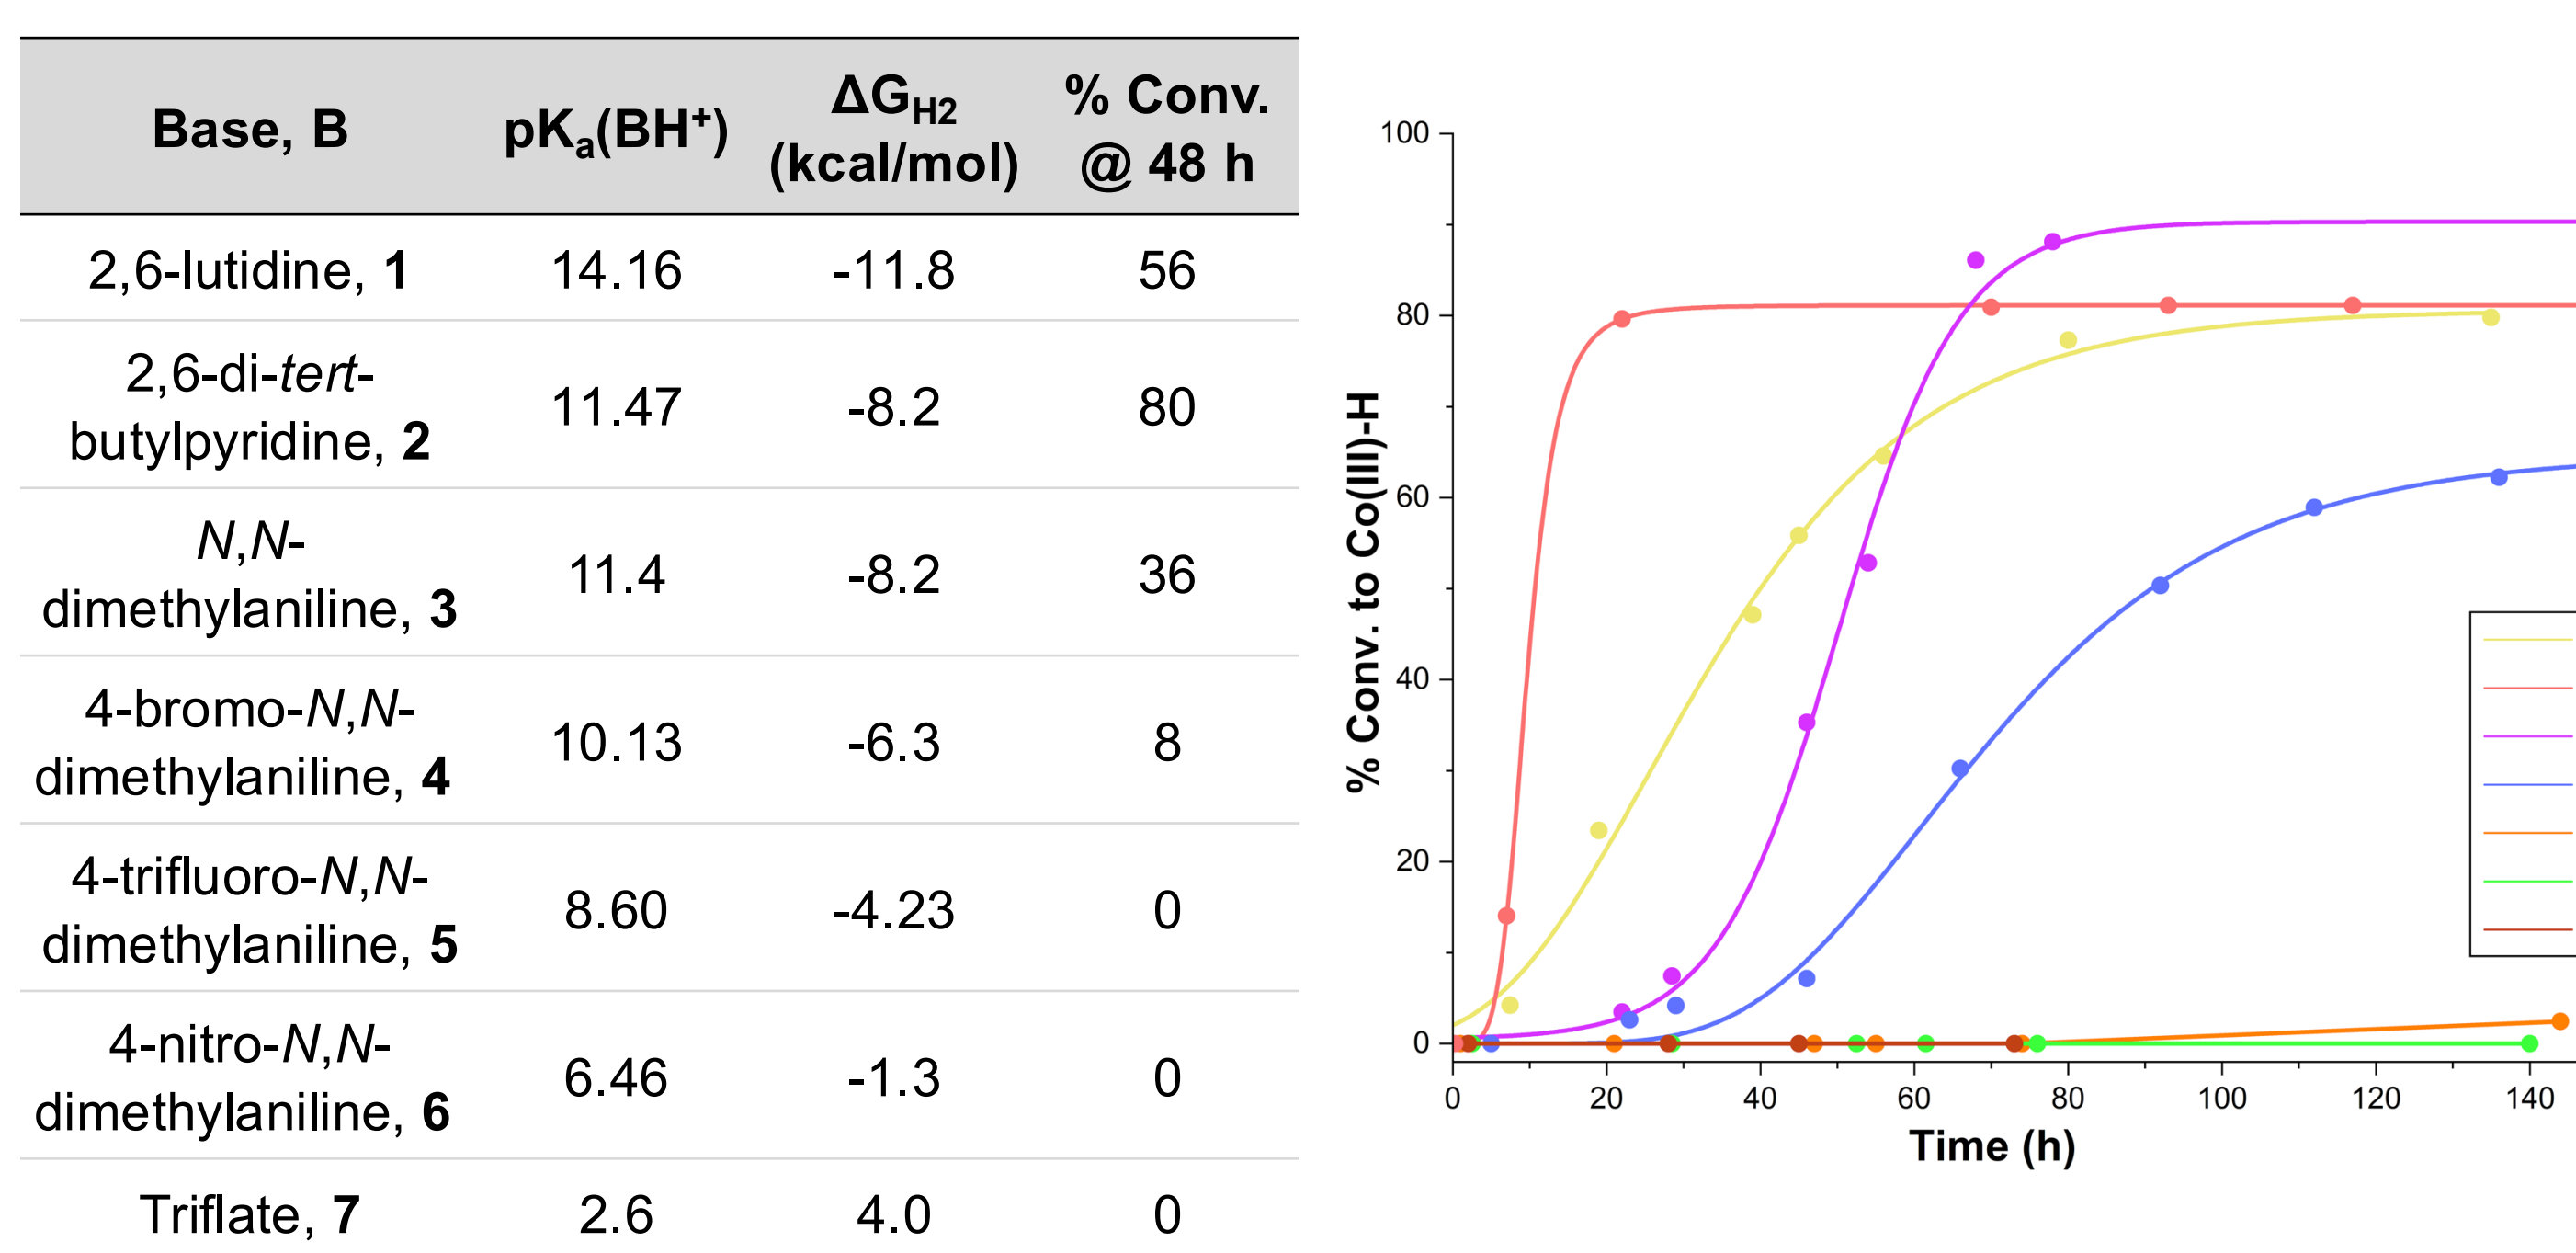 Base, B pKa(BH+) ΔGH2 (kcal/mol) % Conv. @ 48 h
2,6-lutidine, 1 14.16 -11.8 56
2,6-di-tert-
butylpyridine, 2 11.47 -8.2 80
N,N-
dimethylaniline, 3 11.4 -8.2 36
4-bromo-N,N-
dimethylaniline, 4 10.13 -6.3 8
4-trifluoro-N,N-
dimethylaniline, 5 8.60 -4.23 0
4-nitro-N,N-
dimethylaniline, 6 6.46 -1.3 0
Triflate, 7 2.6 4.0 0
% Conv. to Co(III)-H
100
80
60
40
20
0
0 20 40 60 80 100 120 140
Time (h)